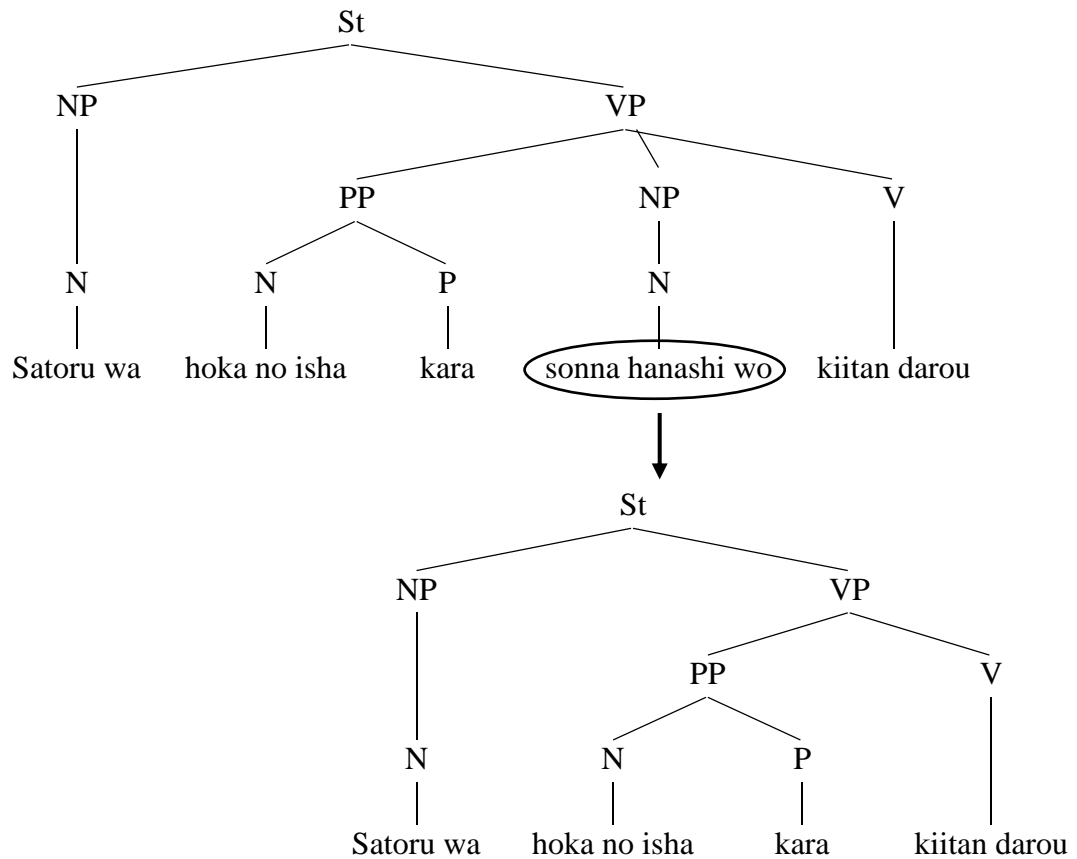 St
NP VP
PP NP V
N N P N
Satoru wa hoka no isha kara sonna hanashi wo kiitan darou
St
NP VP
PP V
N N P
Satoru wa hoka no isha kara kiitan darou